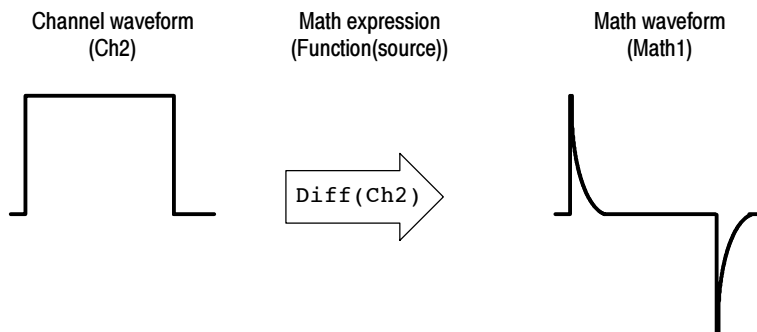 Channel waveform
(Ch2)
Math expression
(Function(source))
Math waveform
(Math1)
Diff(Ch2)